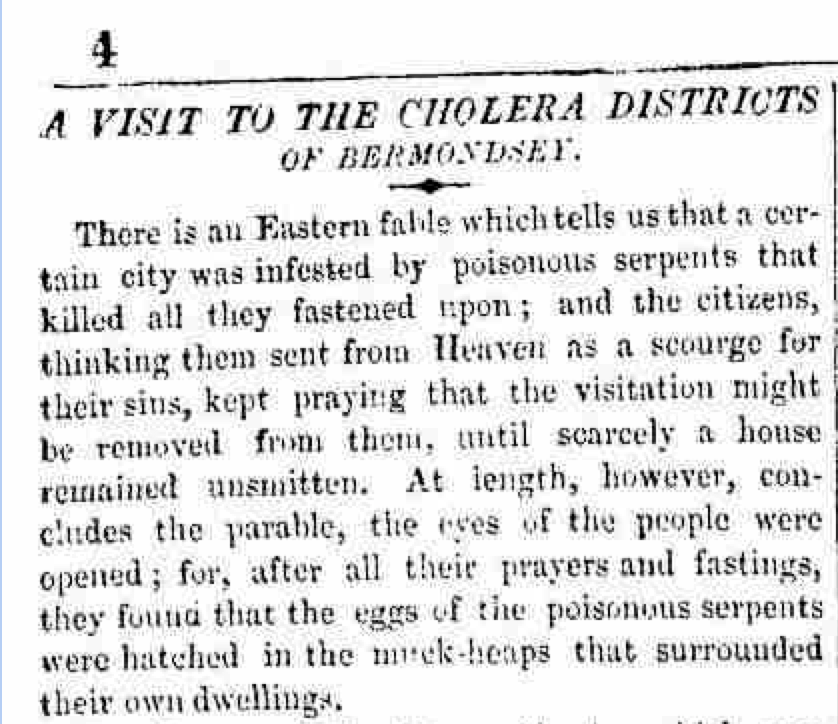 4
A VISIT TO THE CHOLERA DISTRICTS
OF BERMONDSEY.
There is an Eastern fable which tells us that a cer-
tain city was infested by poisonous serpents that
killed all they fastened upon; and the citizens,
thinking them sent from Heaven as a scourge for
their sins, kept praying that the visitation might
be removed from them, until scarcely a house
remained unsmitten. At length, however, con-
cludes the parable, the eyes of the people were
opened; for, after all their prayers and fastings,
they found that the eggs of the poisonous serpents
were hatched in the muck-heaps that surrounded
their own dwellings.